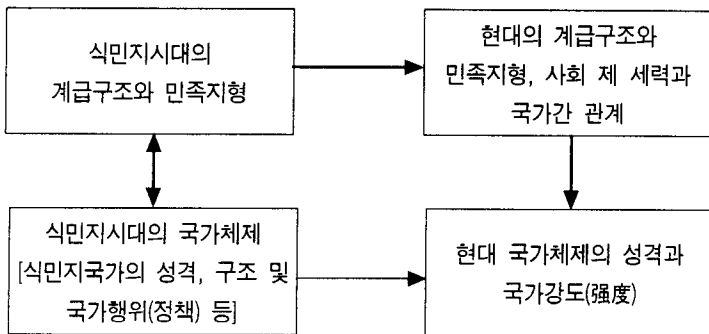 식민지시대의
계급구조와 민족지형
현대의 계급구조와
민족지형, 사회 제 세력과
국가간 관계
식민지시대의 국가체제
[식민지국가의 성격, 구조 및
국가행위(정책) 등]
현대 국가체제의 성격과
국가강도(强度)